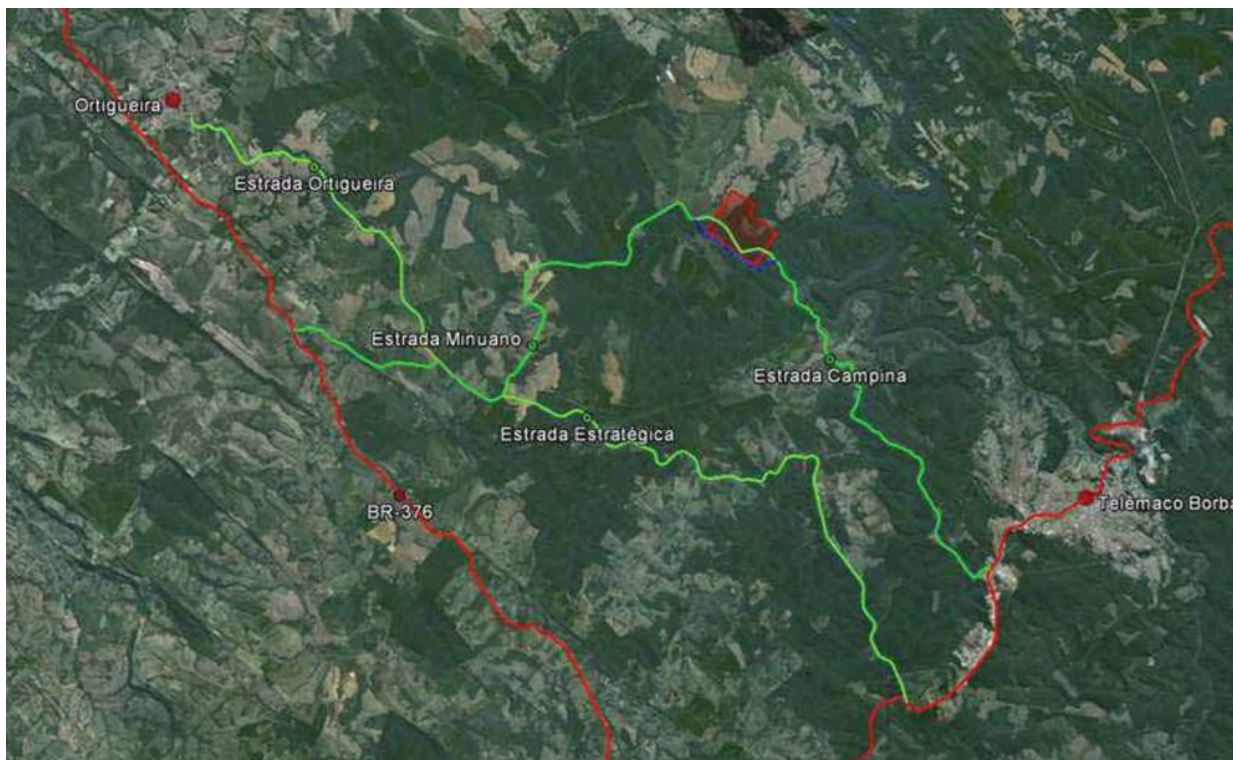 Ortigueira
Estrada Ortigueira
Estrada Minuano
Estrada Campina
Estrada Estratégica
BR-376
Telêmaco Borba